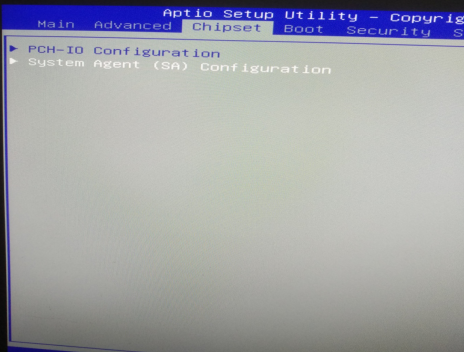 Aptio Setup Utility – Copyrig
Main Advanced Chipset Boot Security S
▶ PCH-IO Configuration
▶ System Agent (SA) Configuration